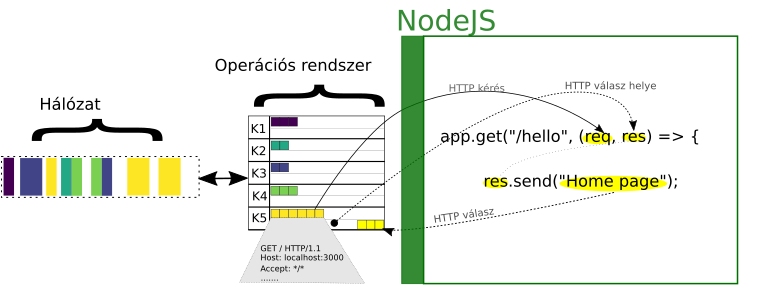 NodeJS
Operációs rendszer
Hálózat
HTTP kérés
HTTP válasz helye
K1
K2
K3
K4
K5
app.get("/hello", (req, res) => {
res.send("Home page");
HTTP válasz
GET / HTTP/1.1
Host: localhost:3000
Accept: */*
.......